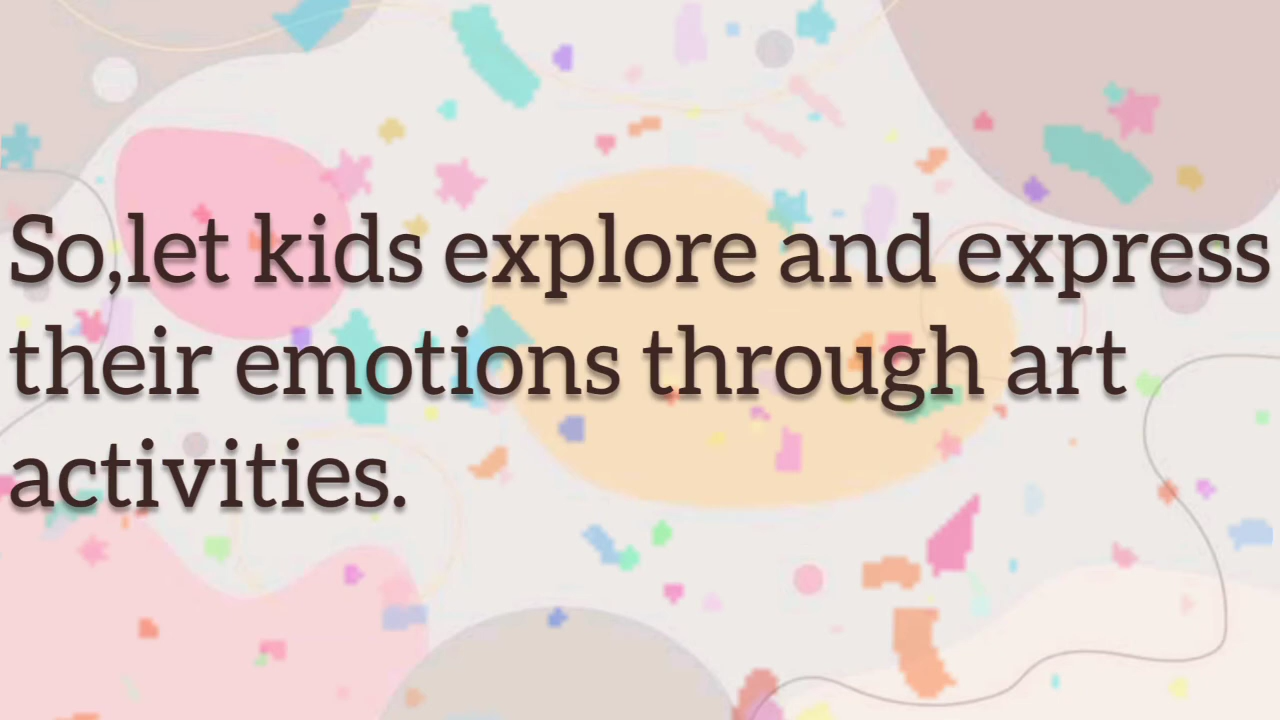 So,let kids explore and express
their emotions through art
activities.